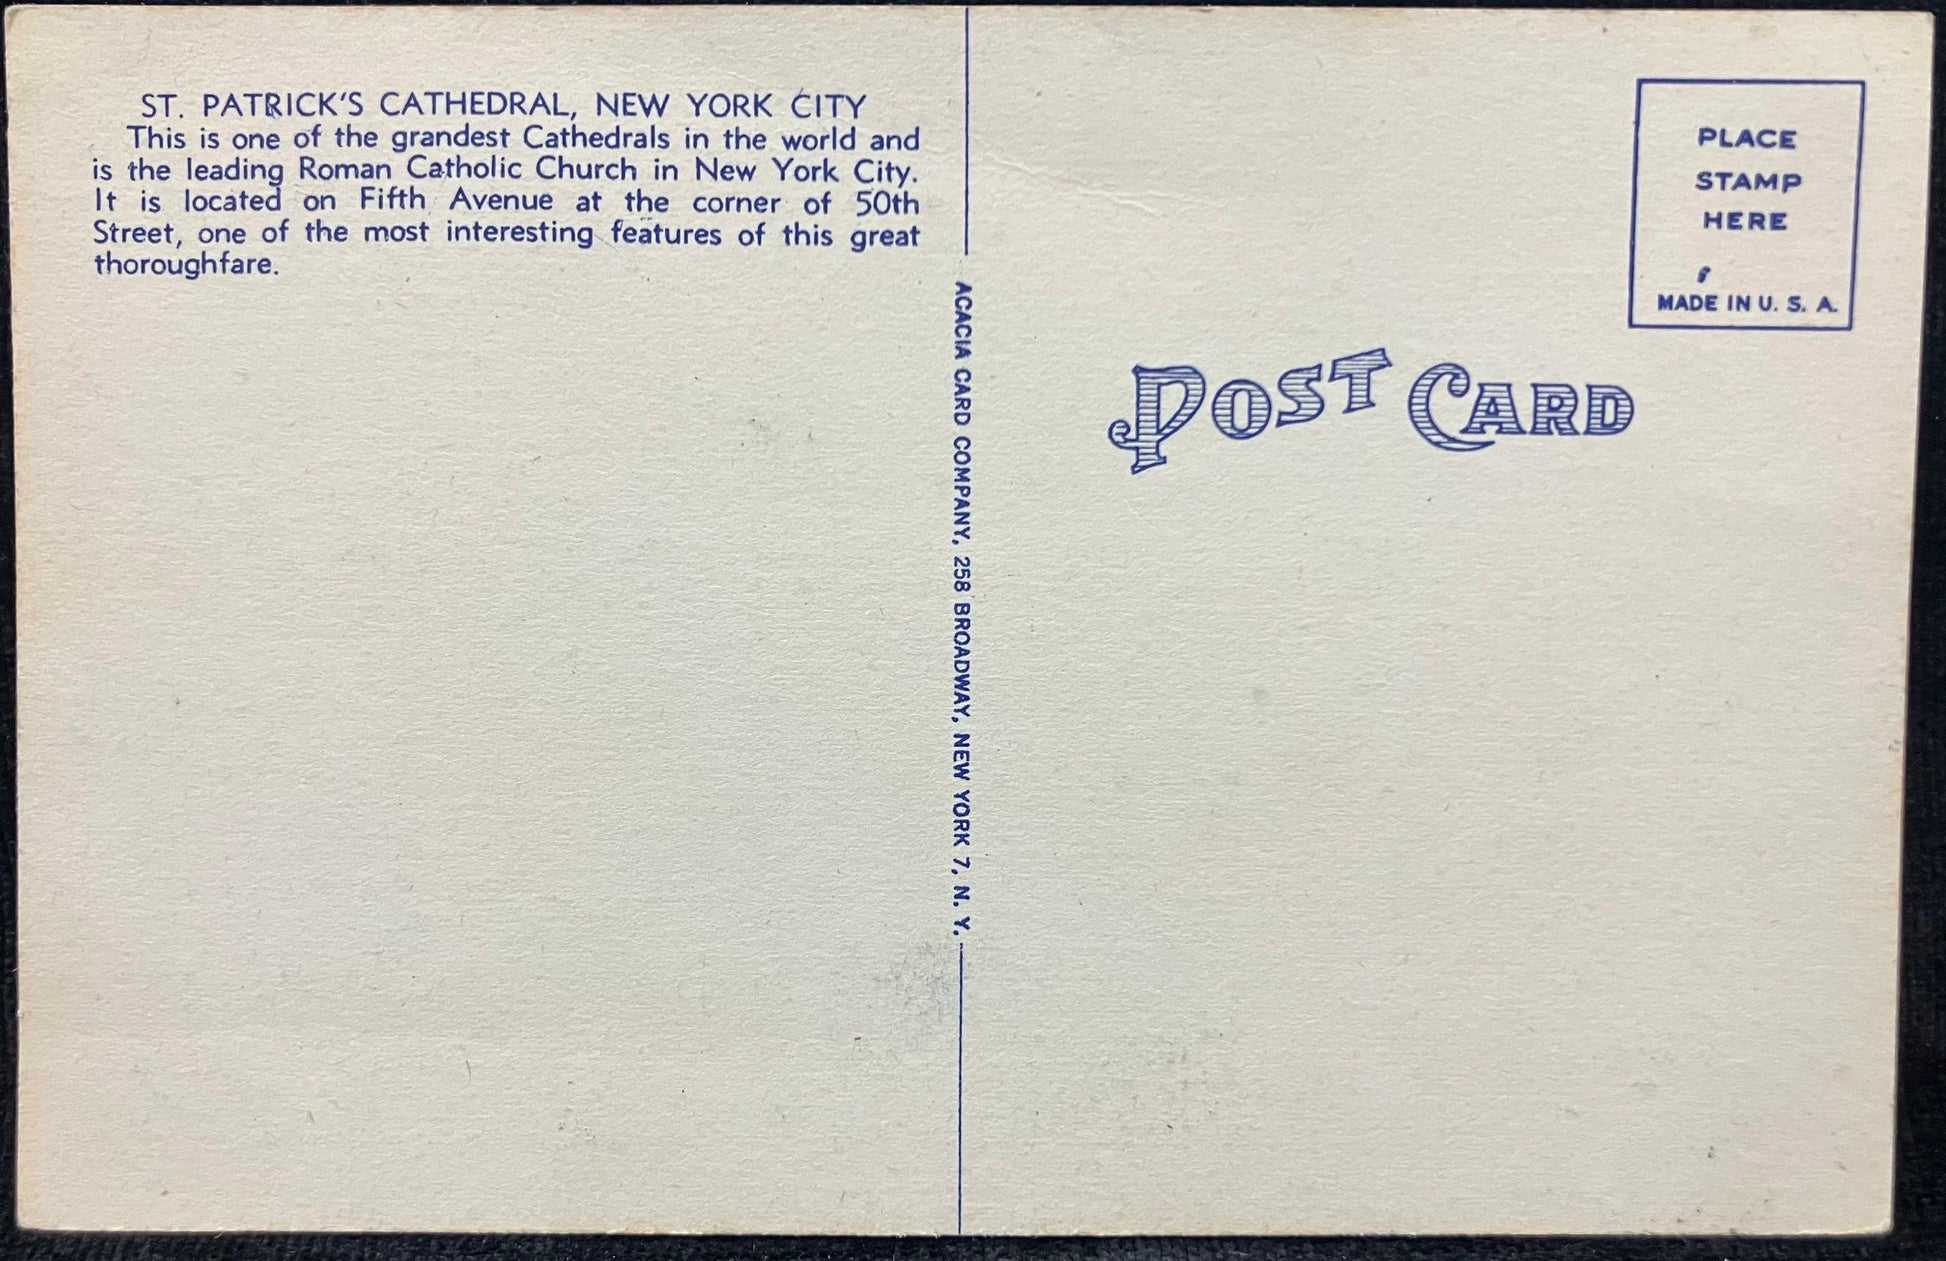 ST. PATRICK'S CATHEDRAL, NEW YORK CITY
This is one of the grandest Cathedrals in the world and
is the leading Roman Catholic Church in New York City.
It is located on Fifth Avenue at the corner of 50th
Street, one of the most interesting features of this great
thoroughfare.
ACACIA CARD COMPANY, 258 BROADWAY, NEW YORK 7, N. Y.
PLACE
STAMP
HERE
MADE IN U. S. A.
POST CARD